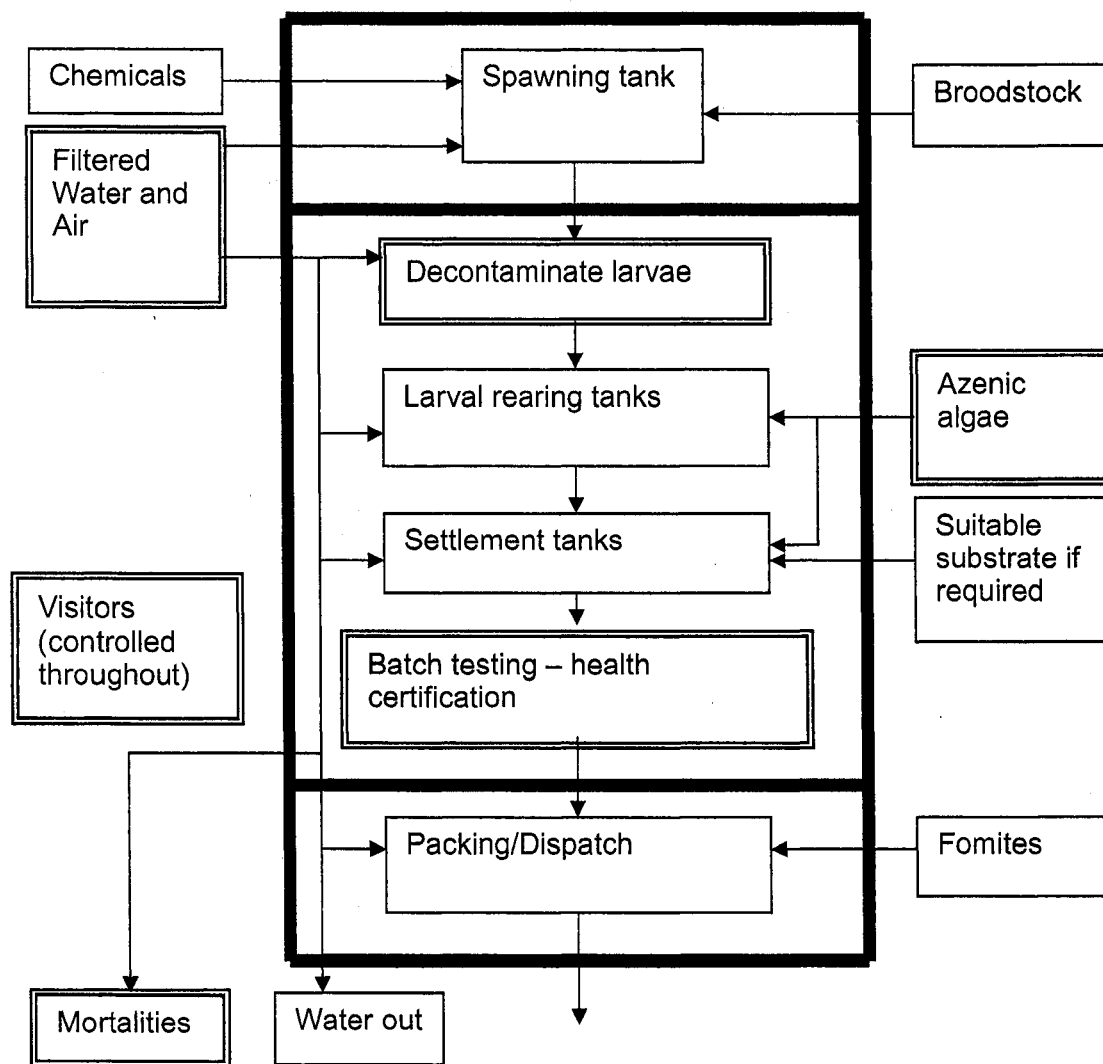 Chemicals
Spawning tank
Broodstock
Filtered
Water and
Air
Decontaminate larvae
Larval rearing tanks
Azenic
algae
Settlement tanks
Suitable
substrate if
required
Visitors
(controlled
throughout)
Batch testing – health
certification
Packing/Dispatch
Fomites
Mortalities
Water out